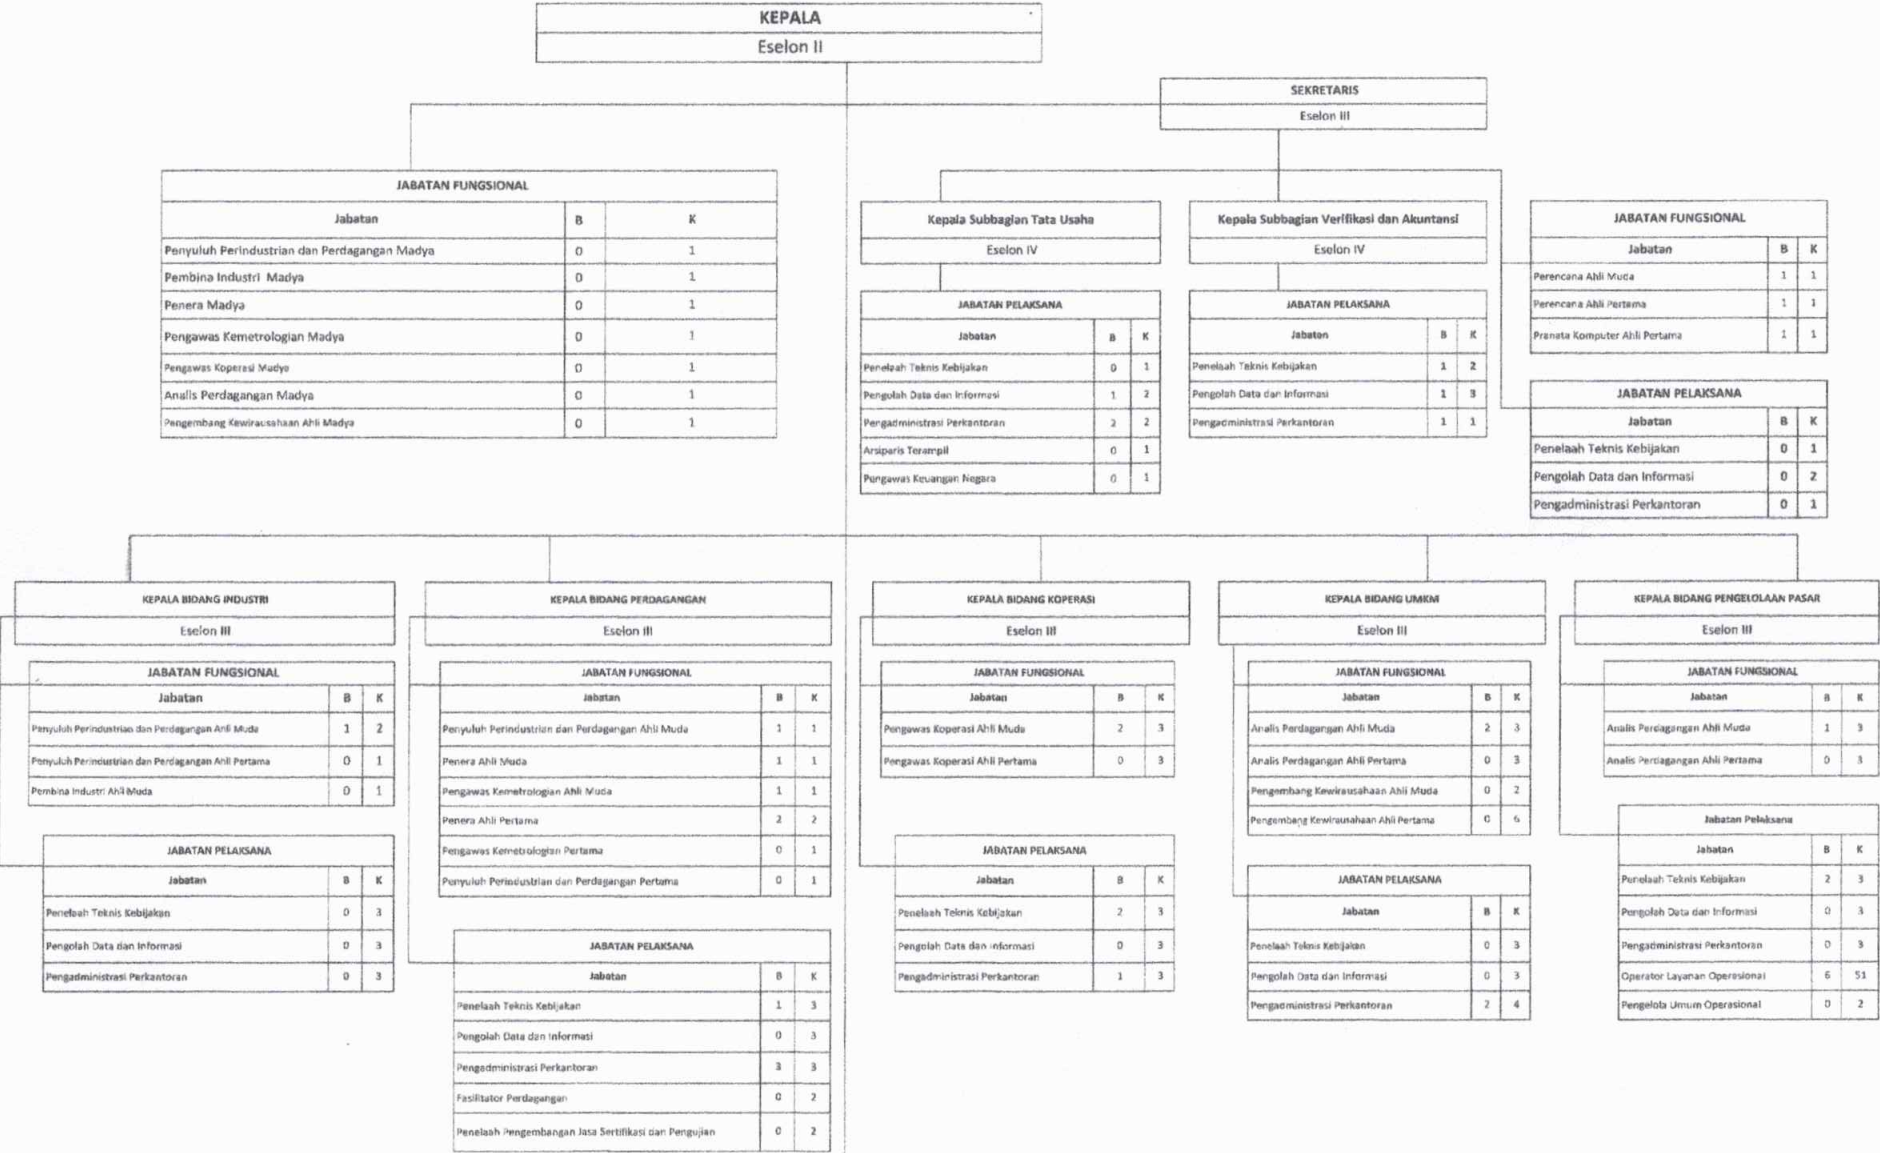 KEPALA
Eselon II
SEKRETARIS
Eselon III
JABATAN FUNGSIONAL
Jabatan B K
Penyuluh Perindustrian dan Perdagangan Madya 0 1
Pembina Industri Madya 0 1
Penera Madya 0 1
Pengawas Kemetrologian Madya 0 1
Pengawas Koperasi Madya 0 1
Analis Perdagangan Madya 0 1
Pengembang Kewirausahaan Ahli Madya 0 1
Kepala Subbagian Tata Usaha
Eselon IV
JABATAN PELAKSANA
Jabatan B K
Penelaah Teknis Kebijakan 0 1
Pengolah Data dan Informasi 1 2
Pengadministrasi Perkantoran 2 2
Arsiparis Terampil 0 1
Pengawas Keuangan Negara 0 1
Kepala Subbagian Verifikasi dan Akuntansi
Eselon IV
JABATAN PELAKSANA
Jabatan B K
Penelaah Teknis Kebijakan 1 2
Pengolah Data dan Informasi 1 3
Pengadministrasi Perkantoran 1 1
JABATAN FUNGSIONAL
Jabatan B K
Perencana Ahli Muda 1 1
Perencana Ahli Pertama 1 1
Pranata Komputer Ahli Pertama 1 1
JABATAN PELAKSANA
Jabatan B K
Penelaah Teknis Kebijakan 0 1
Pengolah Data dan Informasi 0 2
Pengadministrasi Perkantoran 0 1
KEPALA BIDANG INDUSTRI
Eselon III
JABATAN FUNGSIONAL
Jabatan B K
Penyuluh Perindustrian dan Perdagangan Ahli Muda 1 2
Penyuluh Perindustrian dan Perdagangan Ahli Pertama 0 1
Pembina Industri Ahli Muda 0 1
JABATAN PELAKSANA
Jabatan B K
Penelaah Teknis Kebijakan 0 3
Pengolah Data dan Informasi 0 3
Pengadministrasi Perkantoran 0 3
KEPALA BIDANG PERDAGANGAN
Eselon III
JABATAN FUNGSIONAL
Jabatan B K
Penyuluh Perindustrian dan Perdagangan Ahli Muda 1 1
Penera Ahli Muda 1 1
Pengawas Kemetrologian Ahli Muda 1 1
Penera Ahli Pertama 2 2
Pengawas Kemetrologian Pertama 0 1
Penyuluh Perindustrian dan Perdagangan Pertama 0 1
JABATAN PELAKSANA
Jabatan B K
Penelaah Teknis Kebijakan 1 3
Pengolah Data dan Informasi 0 3
Pengadministrasi Perkantoran 3 3
Fasilitator Perdagangan 0 2
Penelaah Pengembangan Jasa Sertifikasi dan Pengujian 0 2
KEPALA BIDANG KOPERASI
Eselon III
JABATAN FUNGSIONAL
Jabatan B K
Pengawas Koperasi Ahli Muda 2 3
Pengawas Koperasi Ahli Pertama 0 3
JABATAN PELAKSANA
Jabatan B K
Penelaah Teknis Kebijakan 2 3
Pengolah Data dan Informasi 0 3
Pengadministrasi Perkantoran 1 3
KEPALA BIDANG UMKM
Eselon III
JABATAN FUNGSIONAL
Jabatan B K
Analis Perdagangan Ahli Muda 2 3
Analis Perdagangan Ahli Pertama 0 3
Pengembang Kewirausahaan Ahli Muda 0 2
Pengembang Kewirausahaan Ahli Pertama 0 6
JABATAN PELAKSANA
Jabatan B K
Penelaah Teknis Kebijakan 0 3
Pengolah Data dan Informasi 0 3
Pengadministrasi Perkantoran 2 4
KEPALA BIDANG PENGELOLAAN PASAR
Eselon III
JABATAN FUNGSIONAL
Jabatan B K
Analis Perdagangan Ahli Muda 1 3
Analis Perdagangan Ahli Pertama 0 3
Jabatan Pelaksana
Jabatan B K
Penelaah Teknis Kebijakan 2 3
Pengolah Data dan Informasi 0 3
Pengadministrasi Perkantoran 0 3
Operator Layanan Operasional 6 51
Pengelola Umum Operasional 0 2